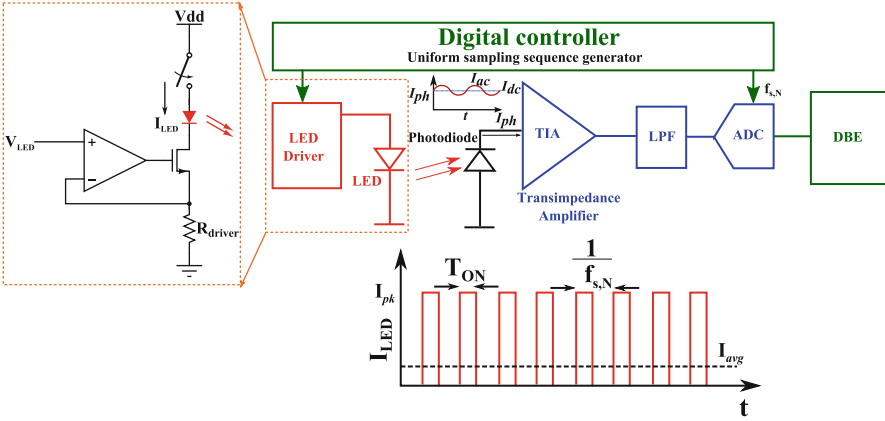 Vdd
I_LED
V_LED
+
−
R_driver
Digital controller
Uniform sampling sequence generator
I_ph
I_ac
I_dc
t
f_s,N
LED
Driver
LED
Photodiode
I_ph
TIA
Transimpedance
Amplifier
LPF
ADC
DBE
I_LED
I_pk
T_ON
1
f_s,N
I_avg
t